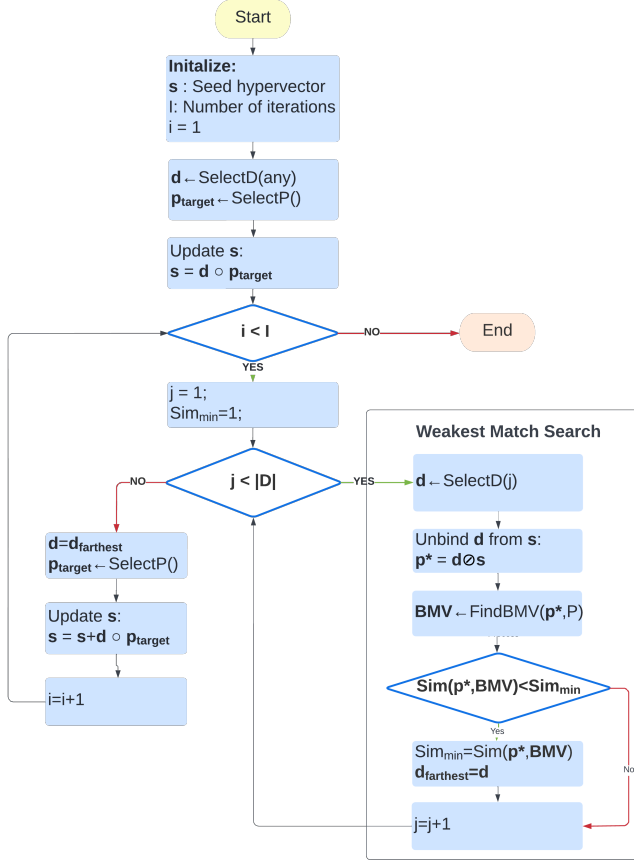 Start
Initalize:
s : Seed hypervector
I: Number of iterations
i = 1
d←SelectD(any)
ptarget←SelectP()
Update s:
s = d ○ ptarget
i < I
NO
End
YES
j = 1;
Simmin=1;
Weakest Match Search
j < |D|
NO
YES
d←SelectD(j)
d=dfarthest
ptarget←SelectP()
Unbind d from s:
p* = d⊘s
Update s:
s = s+d ○ ptarget
BMV←FindBMV(p*,P)
i=i+1
Sim(p*,BMV)<Simmin
Yes
No
Simmin=Sim(p*,BMV)
dfarthest=d
j=j+1